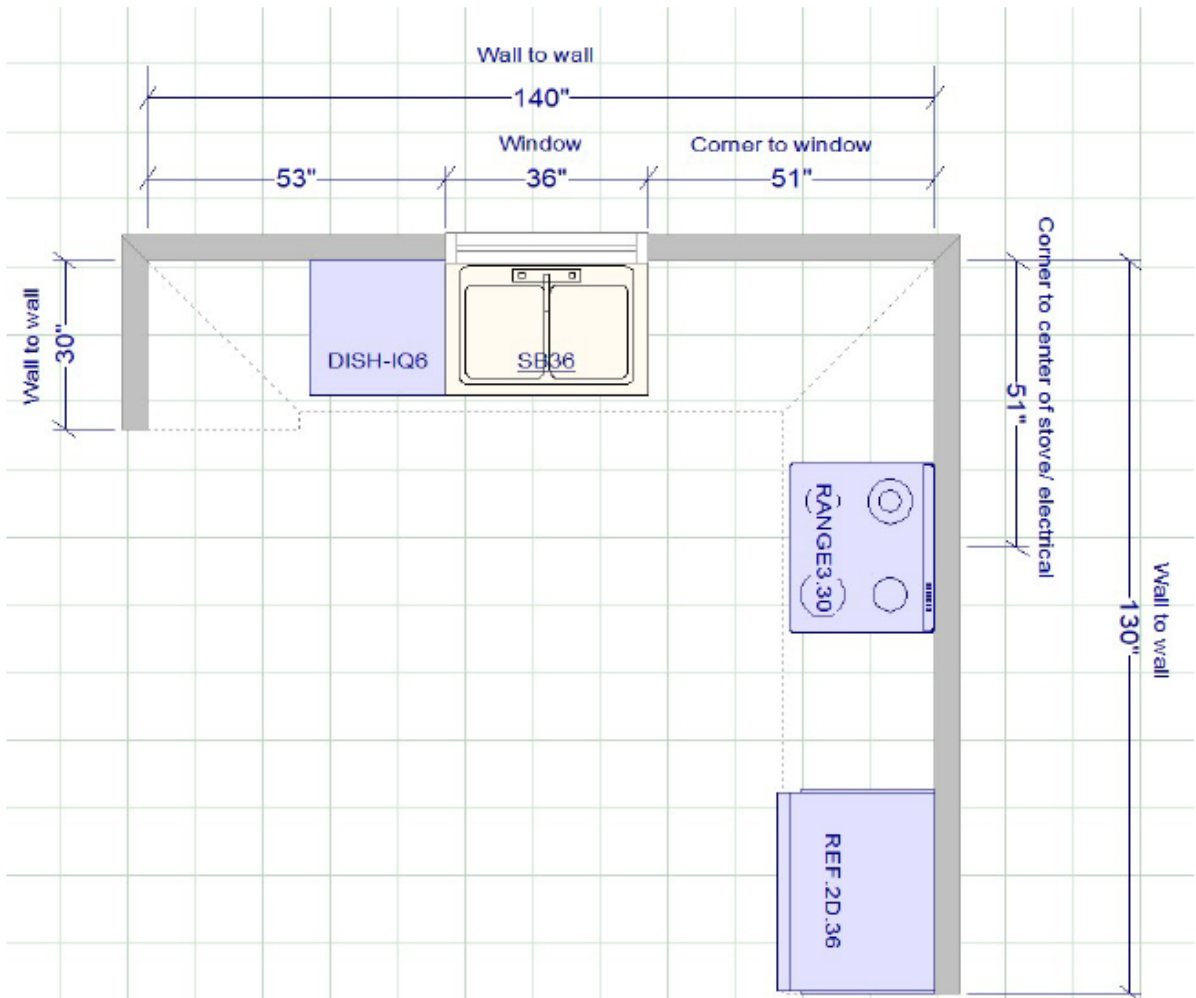 Wall to wall
140"
Window
Corner to window
53"
36"
51"
Wall to wall
30"
DISH-IQ6
SB36
Corner to center of stove/ electrical
51"
RANGE3.30
Wall to wall
130"
REF.2D.36